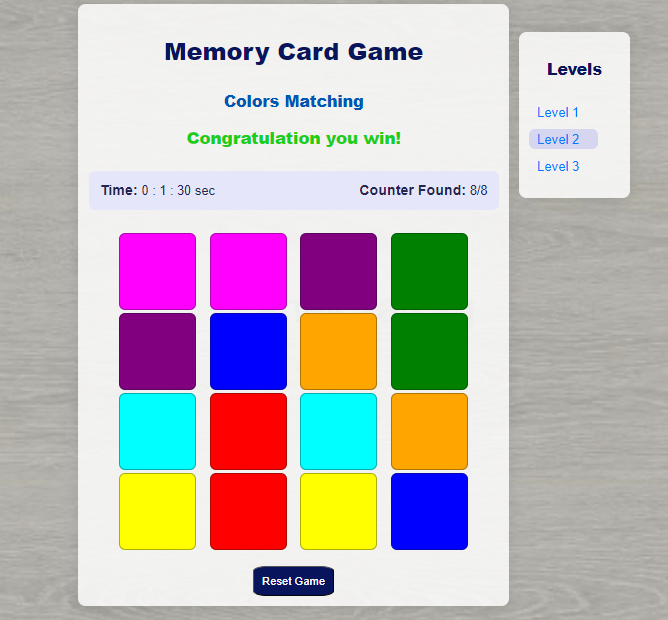 Memory Card Game
Colors Matching
Congratulation you win!
Time: 0 : 1 : 30 sec
Counter Found: 8/8
Reset Game
Levels
Level 1
Level 2
Level 3